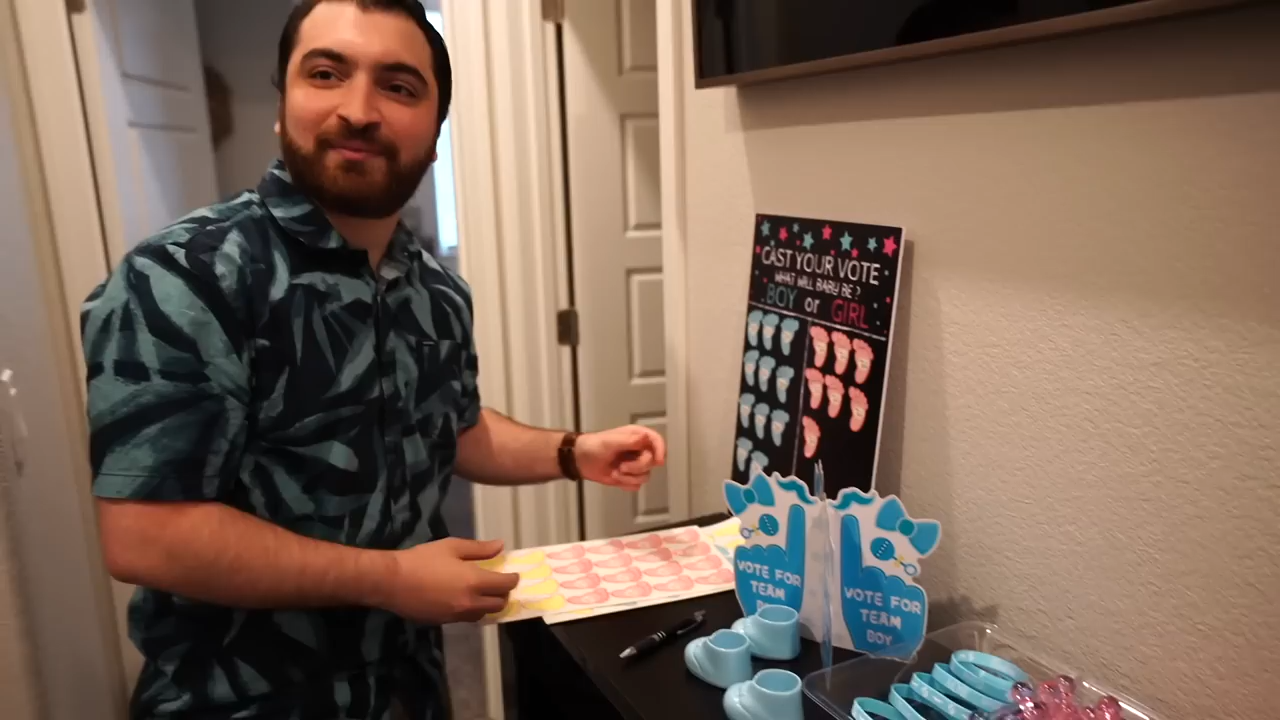 CAST YOUR VOTE
WHAT WILL BABY BE?
BOY or GIRL
VOTE FOR
TEAM
VOTE FOR
TEAM
BOY